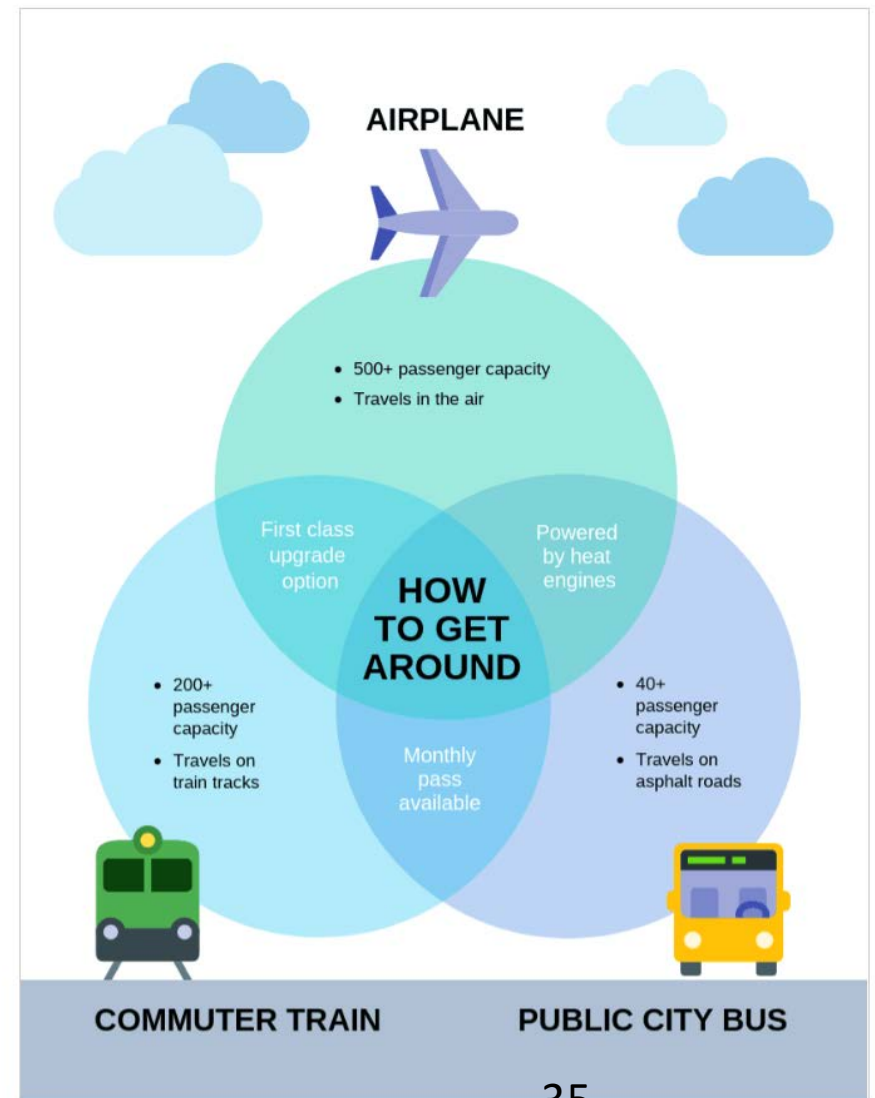 AIRPLANE
• 500+ passenger capacity
• Travels in the air
First class
upgrade
option
Powered
by heat
engines
HOW
TO GET
AROUND
• 200+
passenger
capacity
• Travels on
train tracks
Monthly
pass
available
• 40+
passenger
capacity
• Travels on
asphalt roads
COMMUTER TRAIN
PUBLIC CITY BUS
35